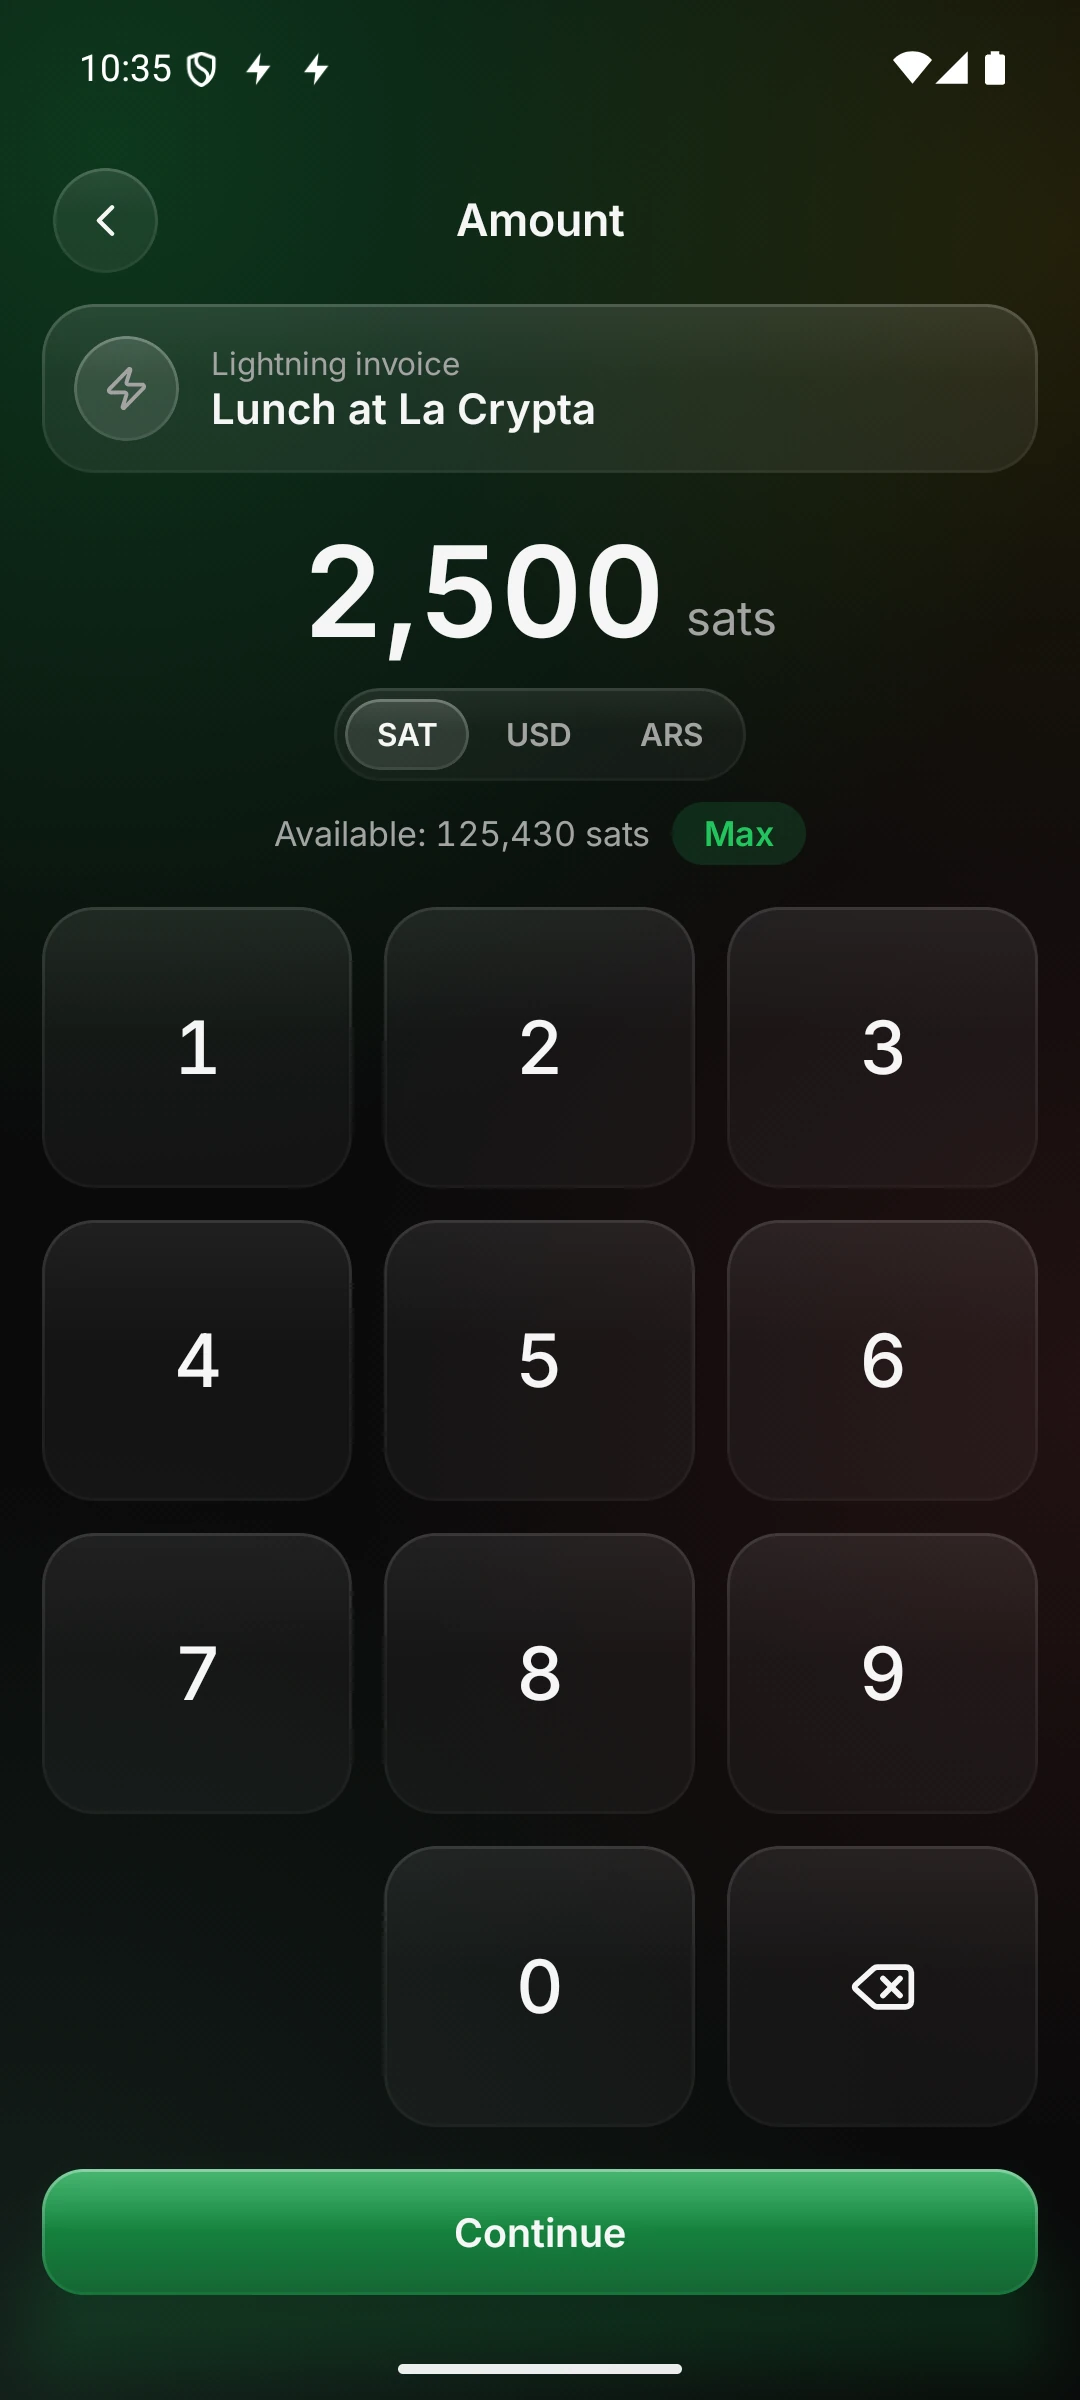 10:35
Amount
Lightning invoice
Lunch at La Crypta
2,500 sats
SAT USD ARS
Available: 125,430 sats Max
1 2 3
4 5 6
7 8 9
0
Continue